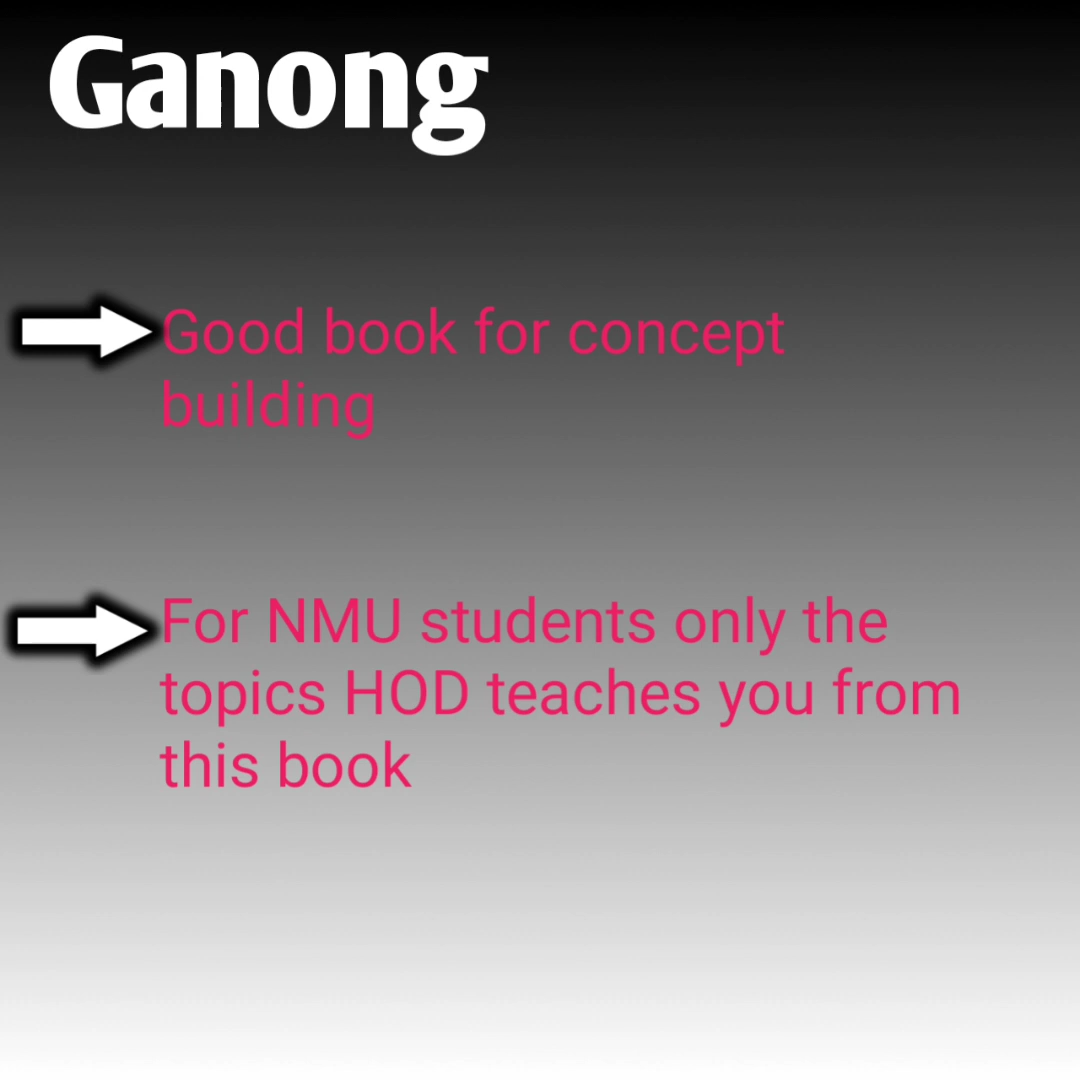 Ganong
Good book for concept
building
For NMU students only the
topics HOD teaches you from
this book